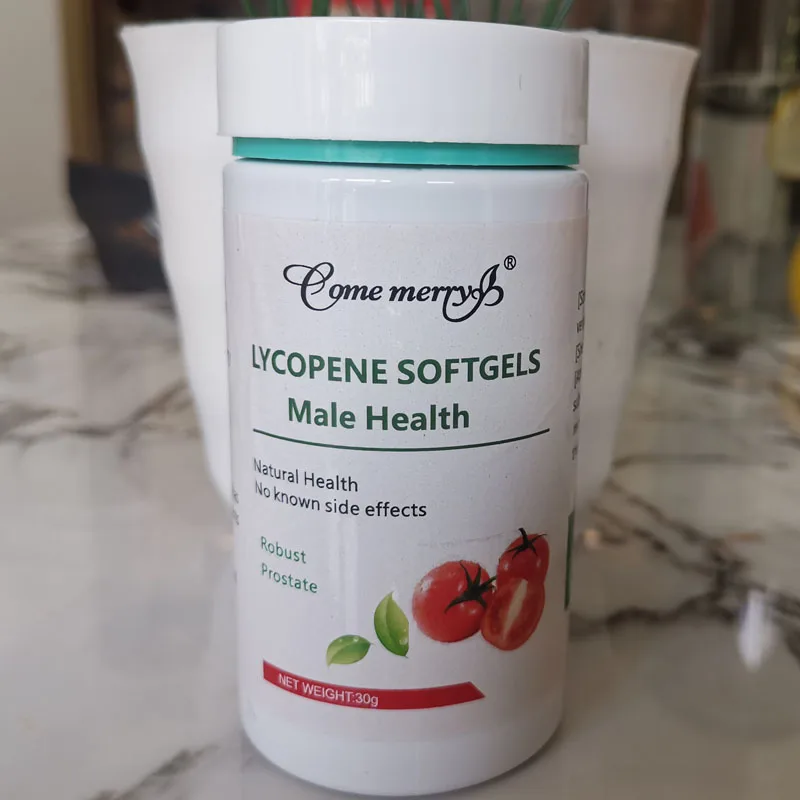 Come merry®
LYCOPENE SOFTGELS
Male Health
Natural Health
No known side effects
Robust
Prostate
NET WEIGHT:30g